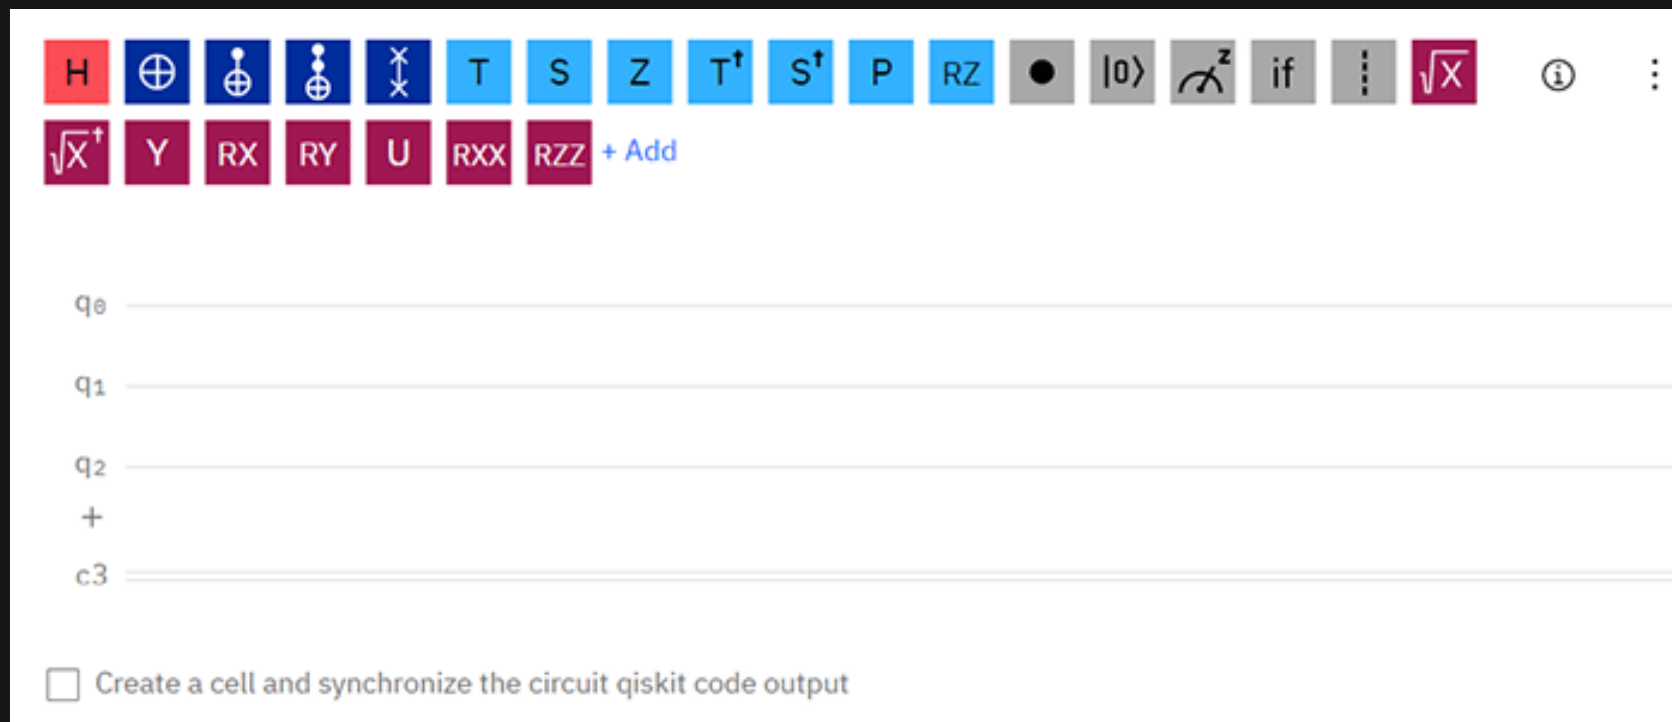 H T S Z T† S† P RZ |0⟩ z if √X i
√X† Y RX RY U RXX RZZ + Add
q0
q1
q2
+
c3
Create a cell and synchronize the circuit qiskit code output